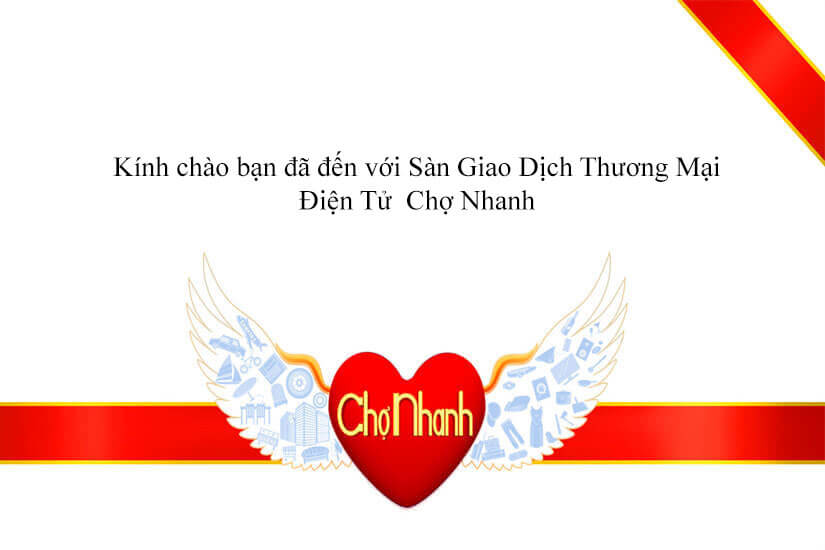 Kính chào bạn đã đến với Sàn Giao Dịch Thương Mại
Điện Tử Chợ Nhanh
ChợNhanh